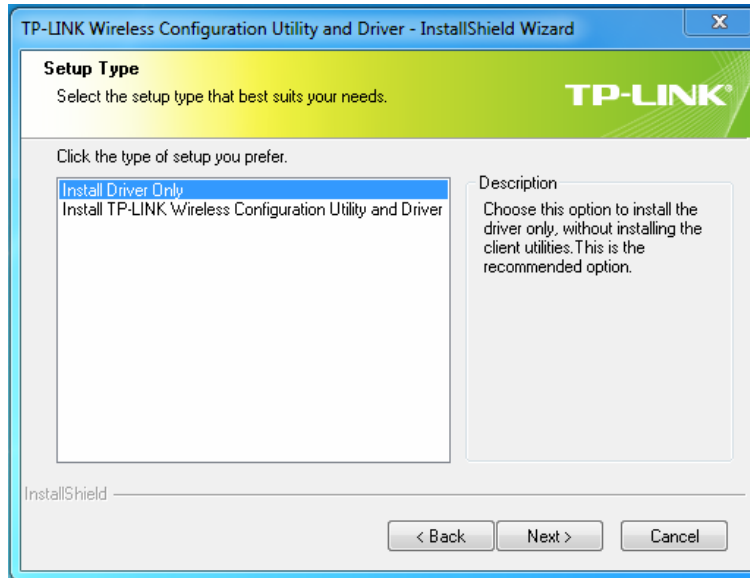 TP-LINK Wireless Configuration Utility and Driver - InstallShield Wizard
X
Setup Type
Select the setup type that best suits your needs.
TP-LINK®
Click the type of setup you prefer.
Install Driver Only
Install TP-LINK Wireless Configuration Utility and Driver
Description
Choose this option to install the
driver only, without installing the
client utilities.This is the
recommended option.
InstallShield
< Back
Next >
Cancel